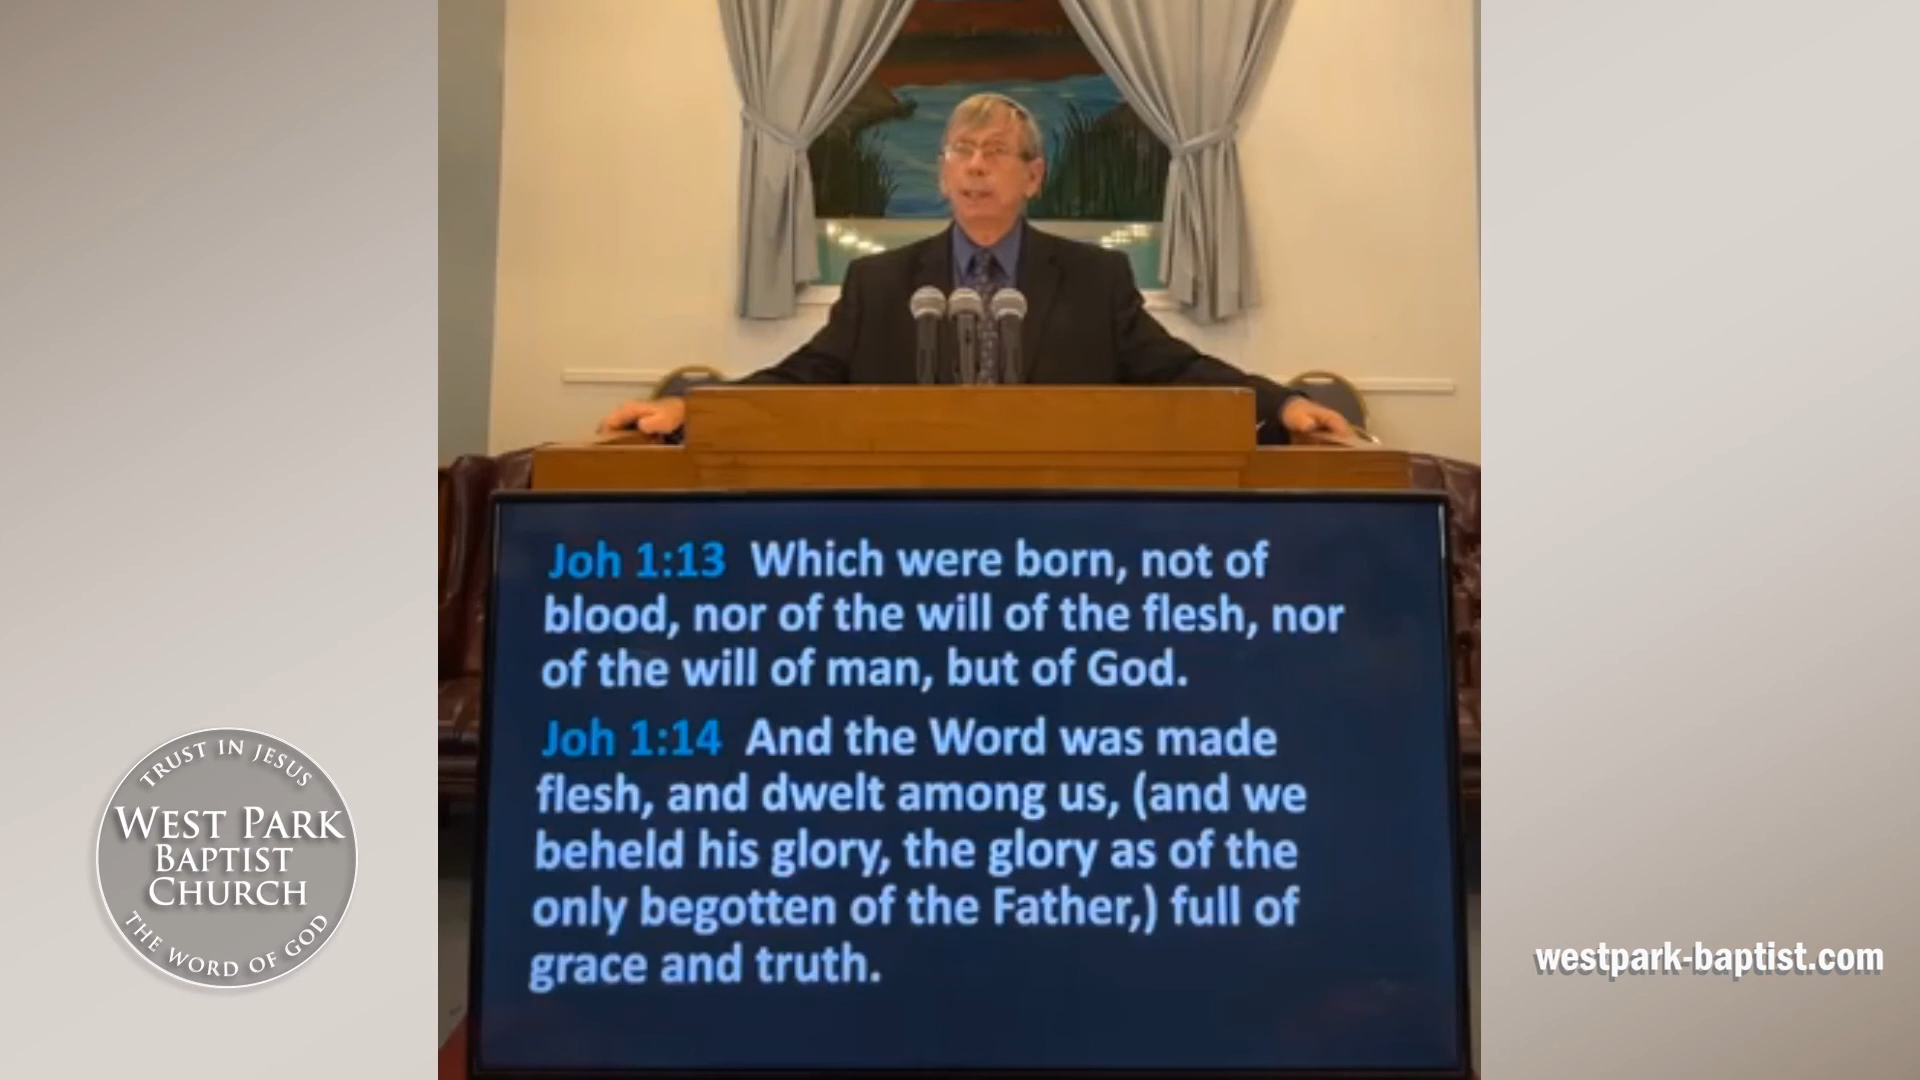 Joh 1:13 Which were born, not of
blood, nor of the will of the flesh, nor
of the will of man, but of God.
Joh 1:14 And the Word was made
flesh, and dwelt among us, (and we
beheld his glory, the glory as of the
only begotten of the Father,) full of
grace and truth.
TRUST IN JESUS
WEST PARK
BAPTIST
CHURCH
THE WORD OF GOD
westpark-baptist.com